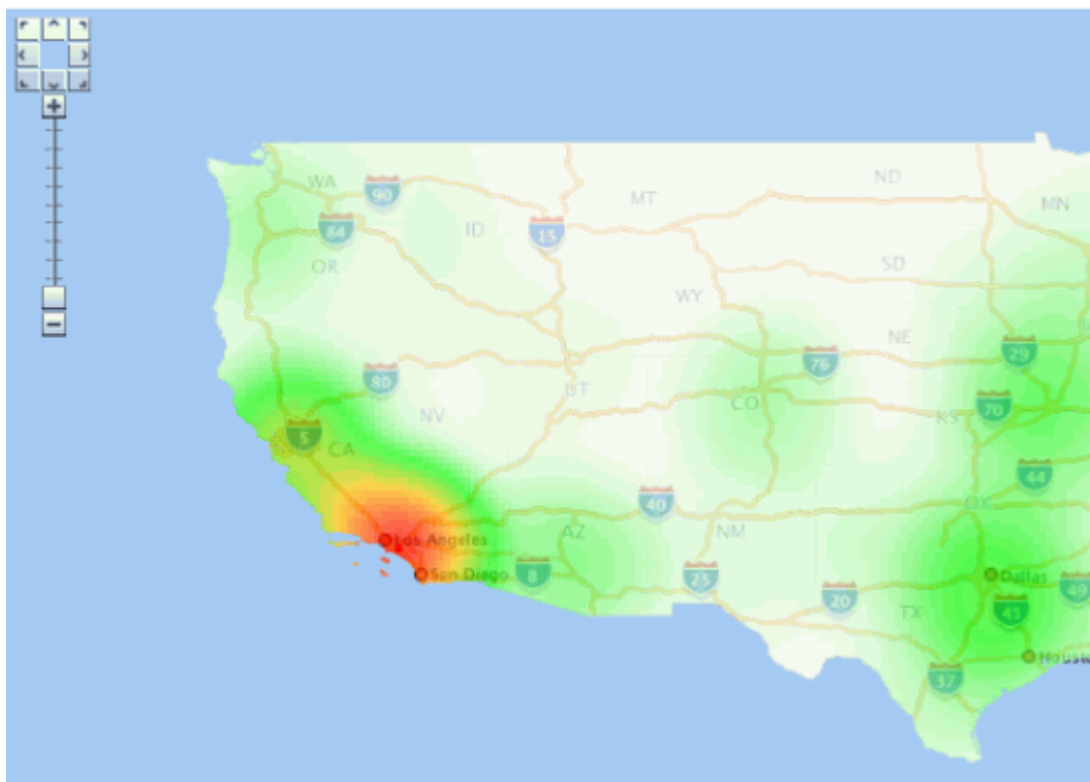 WA
90
MT
ND
MN
84
ID
15
OR
SD
WY
NE
29
76
80
UT
CO
NV
KS
70
5
CA
44
40
OK
AZ
NM
Los Angeles
San Diego
8
25
Dallas
49
20
TX
45
Houst
37